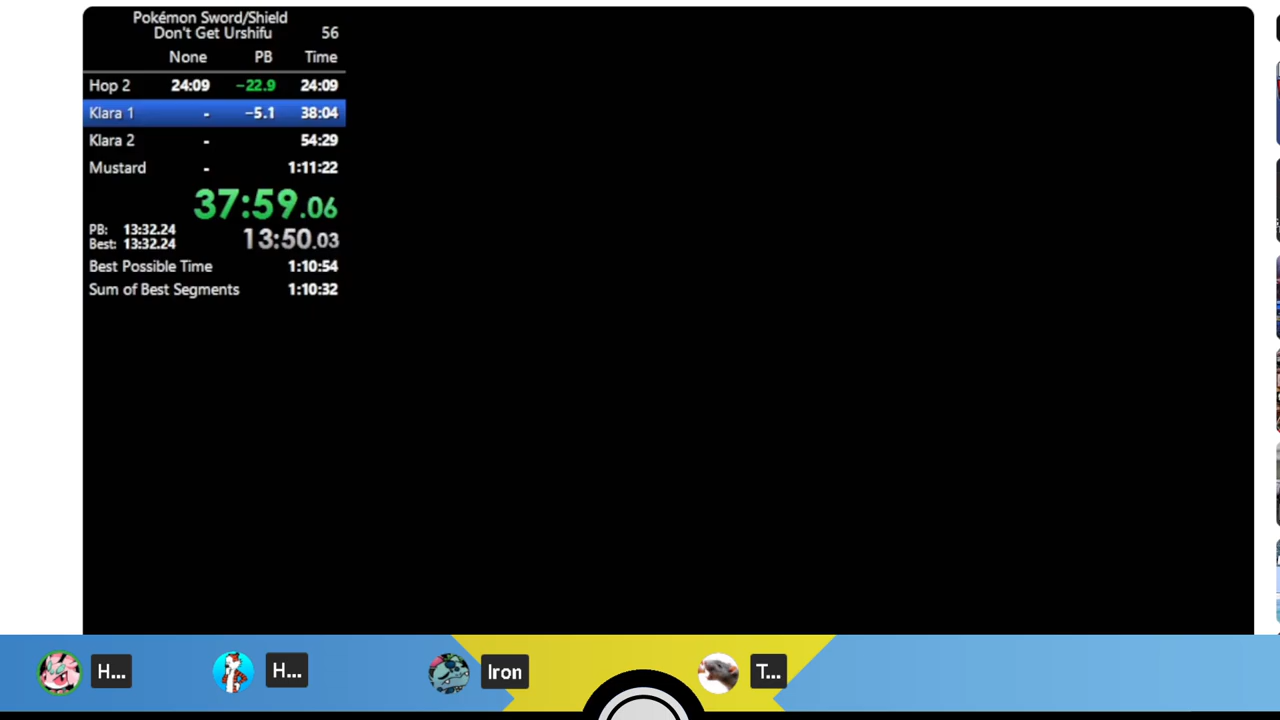 Pokémon Sword/Shield
Don't Get Urshifu 56
None PB Time
Hop 2 24:09 −22.9 24:09
Klara 1 - −5.1 38:04
Klara 2 - 54:29
Mustard - 1:11:22
37:59.06
PB: 13:32.24
Best: 13:32.24
13:50.03
Best Possible Time 1:10:54
Sum of Best Segments 1:10:32
H... H... Iron T...